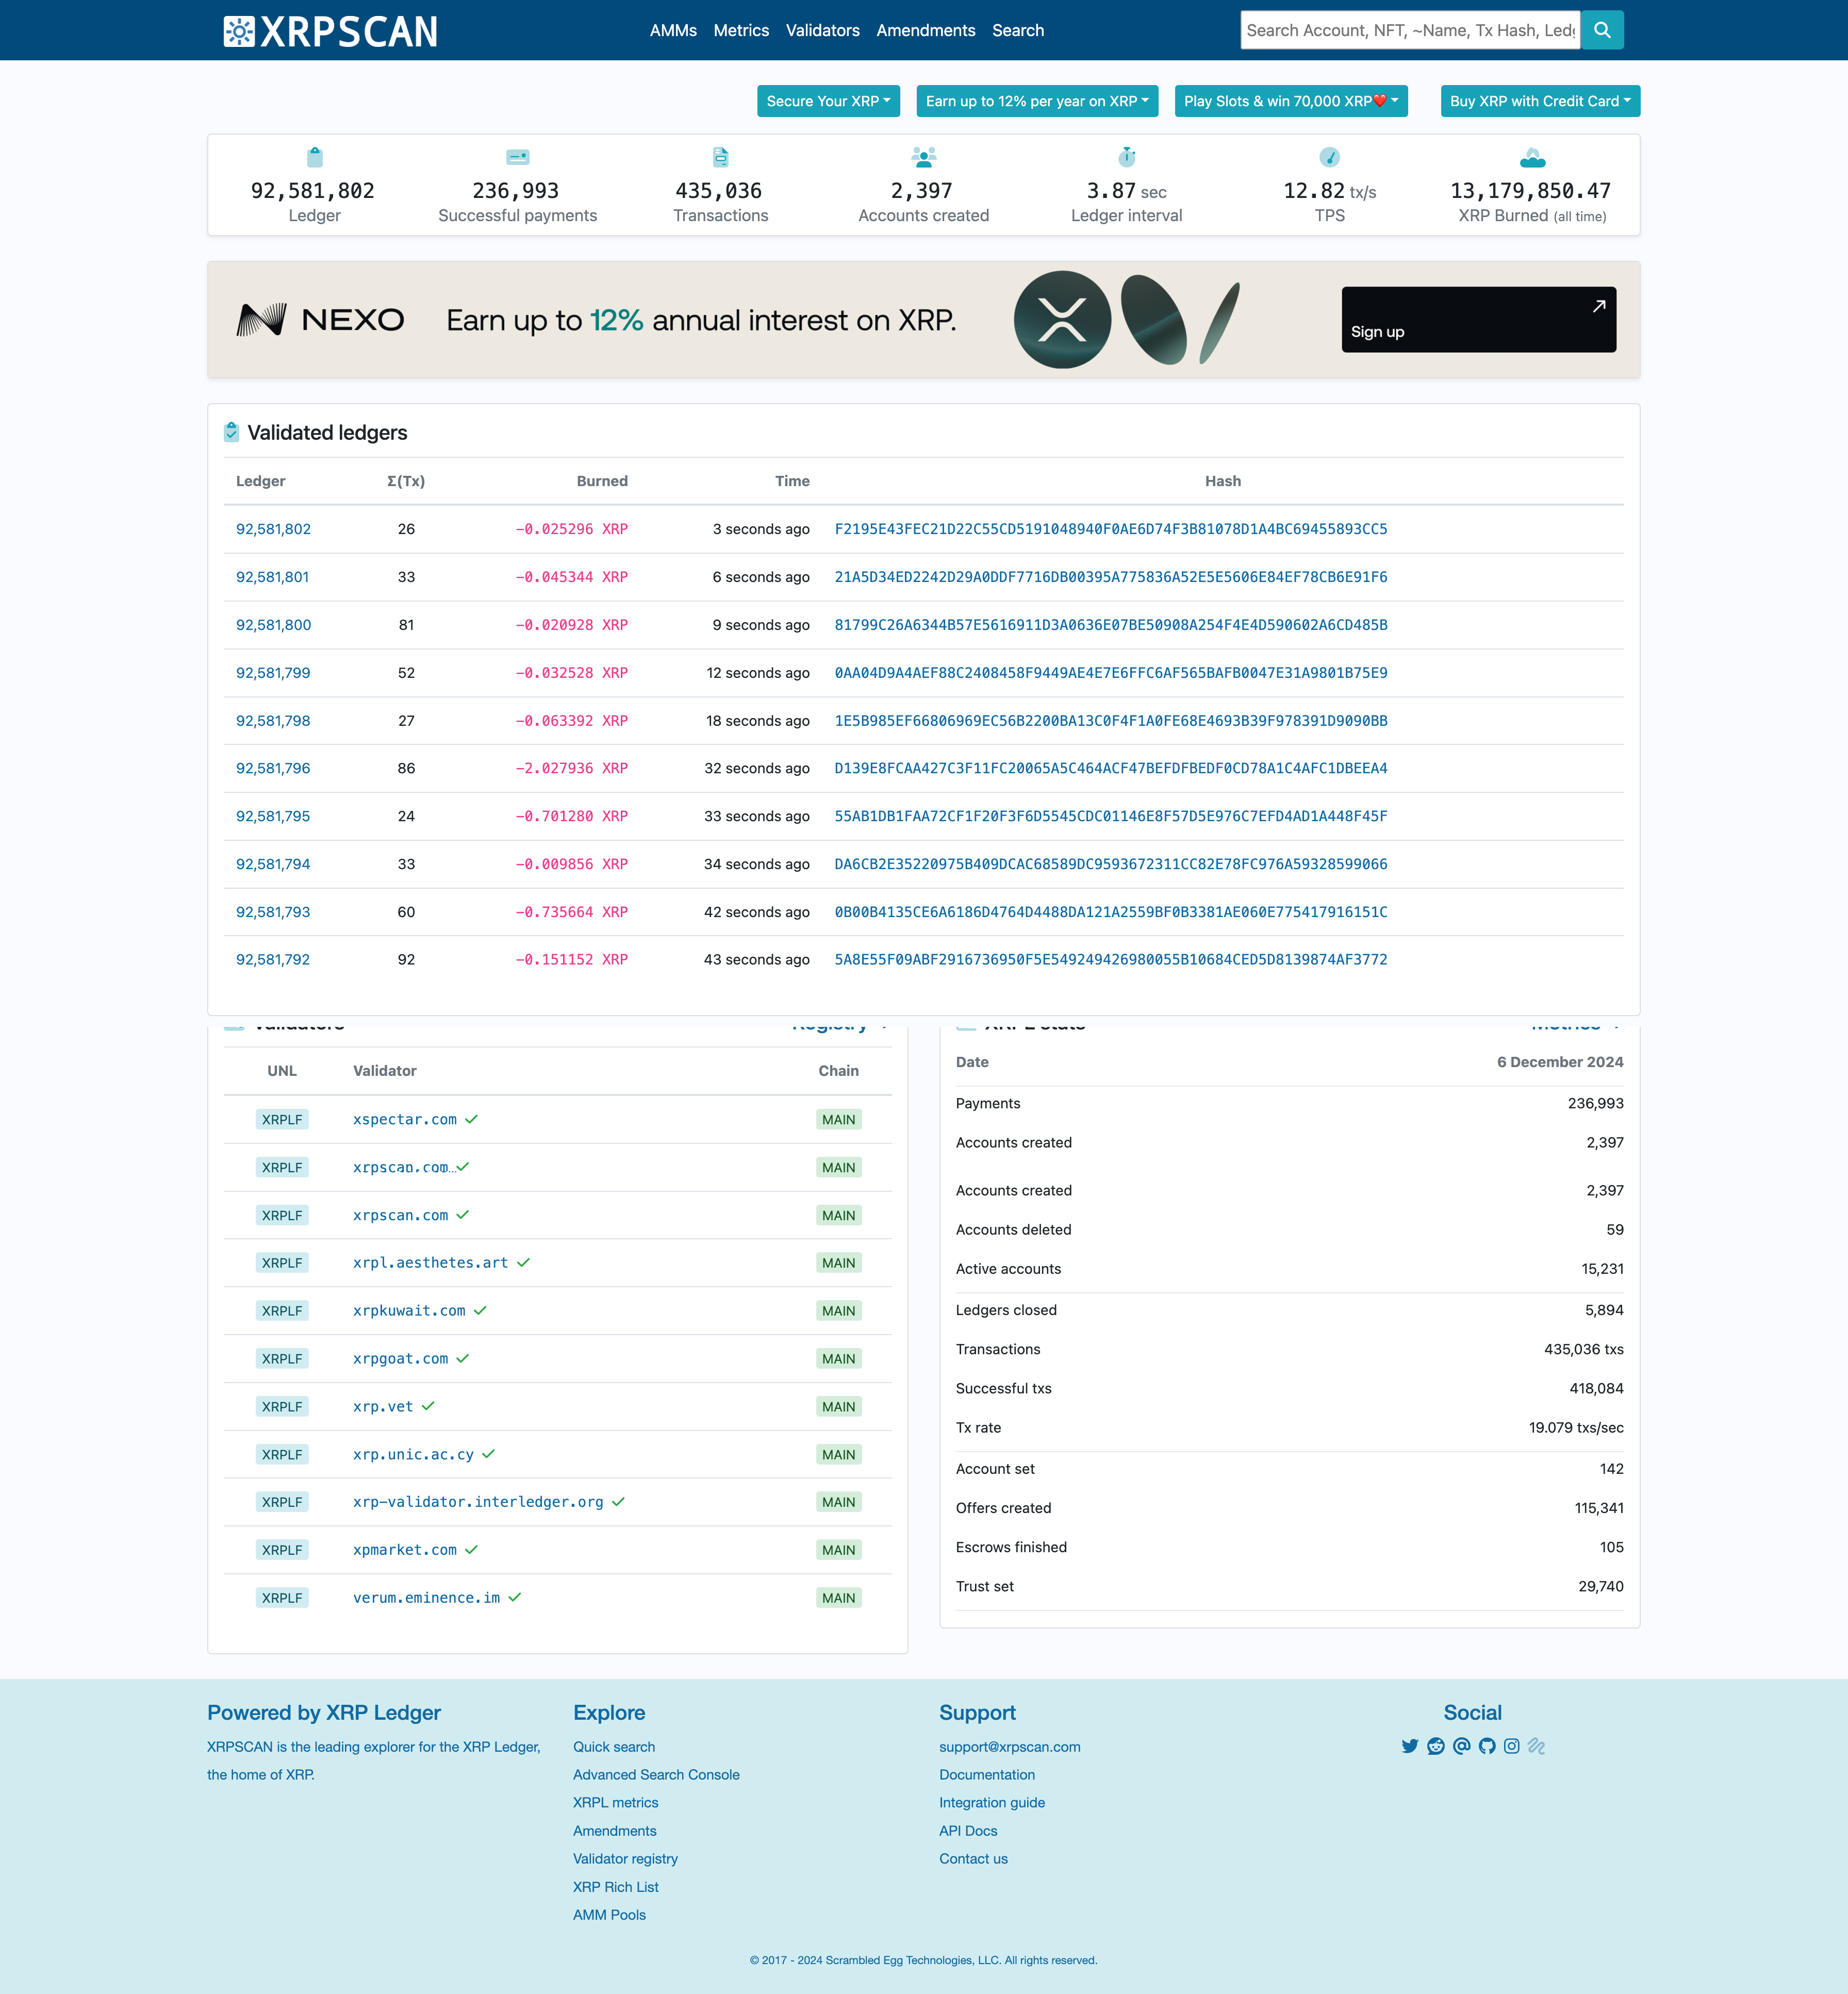 XRPSCAN
AMMs Metrics Validators Amendments Search
Search Account, NFT, ~Name, Tx Hash, Ledg
Secure Your XRP Earn up to 12% per year on XRP Play Slots & win 70,000 XRP❤️ Buy XRP with Credit Card
92,581,802 236,993 435,036 2,397 3.87 sec 12.82 tx/s 13,179,850.47
Ledger Successful payments Transactions Accounts created Ledger interval TPS XRP Burned (all time)
NEXO Earn up to 12% annual interest on XRP. Sign up
Validated ledgers
Ledger Σ(Tx) Burned Time Hash
92,581,802 26 -0.025296 XRP 3 seconds ago F2195E43FEC21D22C55CD5191048940F0AE6D74F3B81078D1A4BC69455893CC5
92,581,801 33 -0.045344 XRP 6 seconds ago 21A5D34ED2242D29A0DDF7716DB00395A775836A52E5E5606E84EF78CB6E91F6
92,581,800 81 -0.020928 XRP 9 seconds ago 81799C26A6344B57E5616911D3A0636E07BE50908A254F4E4D590602A6CD485B
92,581,799 52 -0.032528 XRP 12 seconds ago 0AA04D9A4AEF88C2408458F9449AE4E7E6FFC6AF565BAFB0047E31A9801B75E9
92,581,798 27 -0.063392 XRP 18 seconds ago 1E5B985EF66806969EC56B2200BA13C0F4F1A0FE68E4693B39F978391D9090BB
92,581,796 86 -2.027936 XRP 32 seconds ago D139E8FCAA427C3F11FC20065A5C464ACF47BEFDFBEDF0CD78A1C4AFC1DBEEA4
92,581,795 24 -0.701280 XRP 33 seconds ago 55AB1DB1FAA72CF1F20F3F6D5545CDC01146E8F57D5E976C7EFD4AD1A448F45F
92,581,794 33 -0.009856 XRP 34 seconds ago DA6CB2E35220975B409DCAC68589DC9593672311CC82E78FC976A59328599066
92,581,793 60 -0.735664 XRP 42 seconds ago 0B00B4135CE6A6186D4764D4488DA121A2559BF0B3381AE060E775417916151C
92,581,792 92 -0.151152 XRP 43 seconds ago 5A8E55F09ABF2916736950F5E549249426980055B10684CED5D8139874AF3772
Validators Registry
UNL Validator Chain
XRPLF xspectar.com MAIN
XRPLF xrpscan.com... MAIN
XRPLF xrpscan.com MAIN
XRPLF xrpl.aesthetes.art MAIN
XRPLF xrpkuwait.com MAIN
XRPLF xrpgoat.com MAIN
XRPLF xrp.vet MAIN
XRPLF xrp.unic.ac.cy MAIN
XRPLF xrp-validator.interledger.org MAIN
XRPLF xpmarket.com MAIN
XRPLF verum.eminence.im MAIN
XRPL stats Metrics
Date 6 December 2024
Payments 236,993
Accounts created 2,397
Accounts created 2,397
Accounts deleted 59
Active accounts 15,231
Ledgers closed 5,894
Transactions 435,036 txs
Successful txs 418,084
Tx rate 19.079 txs/sec
Account set 142
Offers created 115,341
Escrows finished 105
Trust set 29,740
Powered by XRP Ledger
XRPSCAN is the leading explorer for the XRP Ledger,
the home of XRP.
Explore
Quick search
Advanced Search Console
XRPL metrics
Amendments
Validator registry
XRP Rich List
AMM Pools
Support
support@xrpscan.com
Documentation
Integration guide
API Docs
Contact us
Social
© 2017 - 2024 Scrambled Egg Technologies, LLC. All rights reserved.